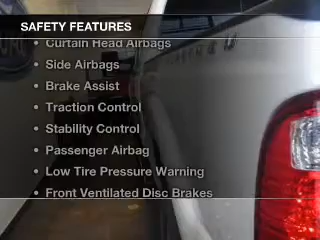 SAFETY FEATURES
• Curtain Head Airbags
• Side Airbags
• Brake Assist
• Traction Control
• Stability Control
• Passenger Airbag
• Low Tire Pressure Warning
• Front Ventilated Disc Brakes